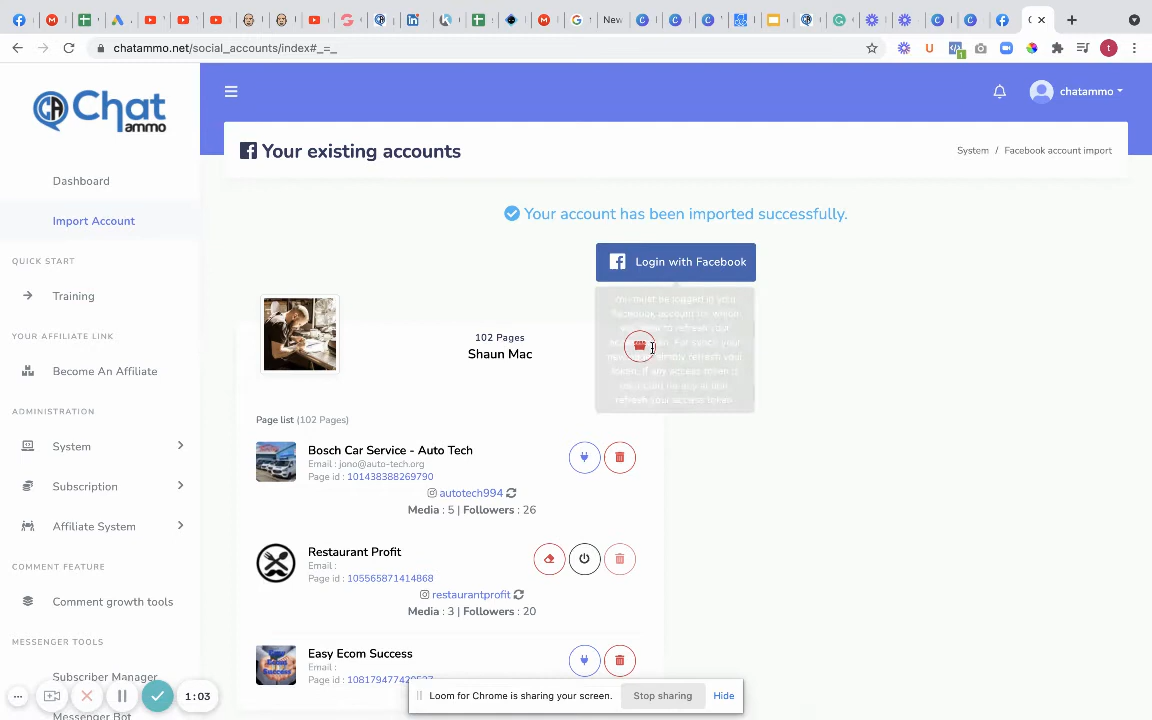 New
chatammo.net/social_accounts/index#_=_
Chat
ammo
chatammo
Your existing accounts
System / Facebook account import
Dashboard
Import Account
Your account has been imported successfully.
Login with Facebook
QUICK START
Training
102 Pages
Shaun Mac
YOUR AFFILIATE LINK
Become An Affiliate
ADMINISTRATION
System
Subscription
Affiliate System
Page list (102 Pages)
Bosch Car Service - Auto Tech
Email : jono@auto-tech.org
Page id : 101438388269790
autotech994
Media : 5 | Followers : 26
Restaurant Profit
Email :
Page id : 105565871414868
restaurantprofit
Media : 3 | Followers : 20
COMMENT FEATURE
Comment growth tools
MESSENGER TOOLS
Subscriber Manager
Messenger Bot
Easy Ecom Success
Email :
1:03
Loom for Chrome is sharing your screen.
Stop sharing
Hide